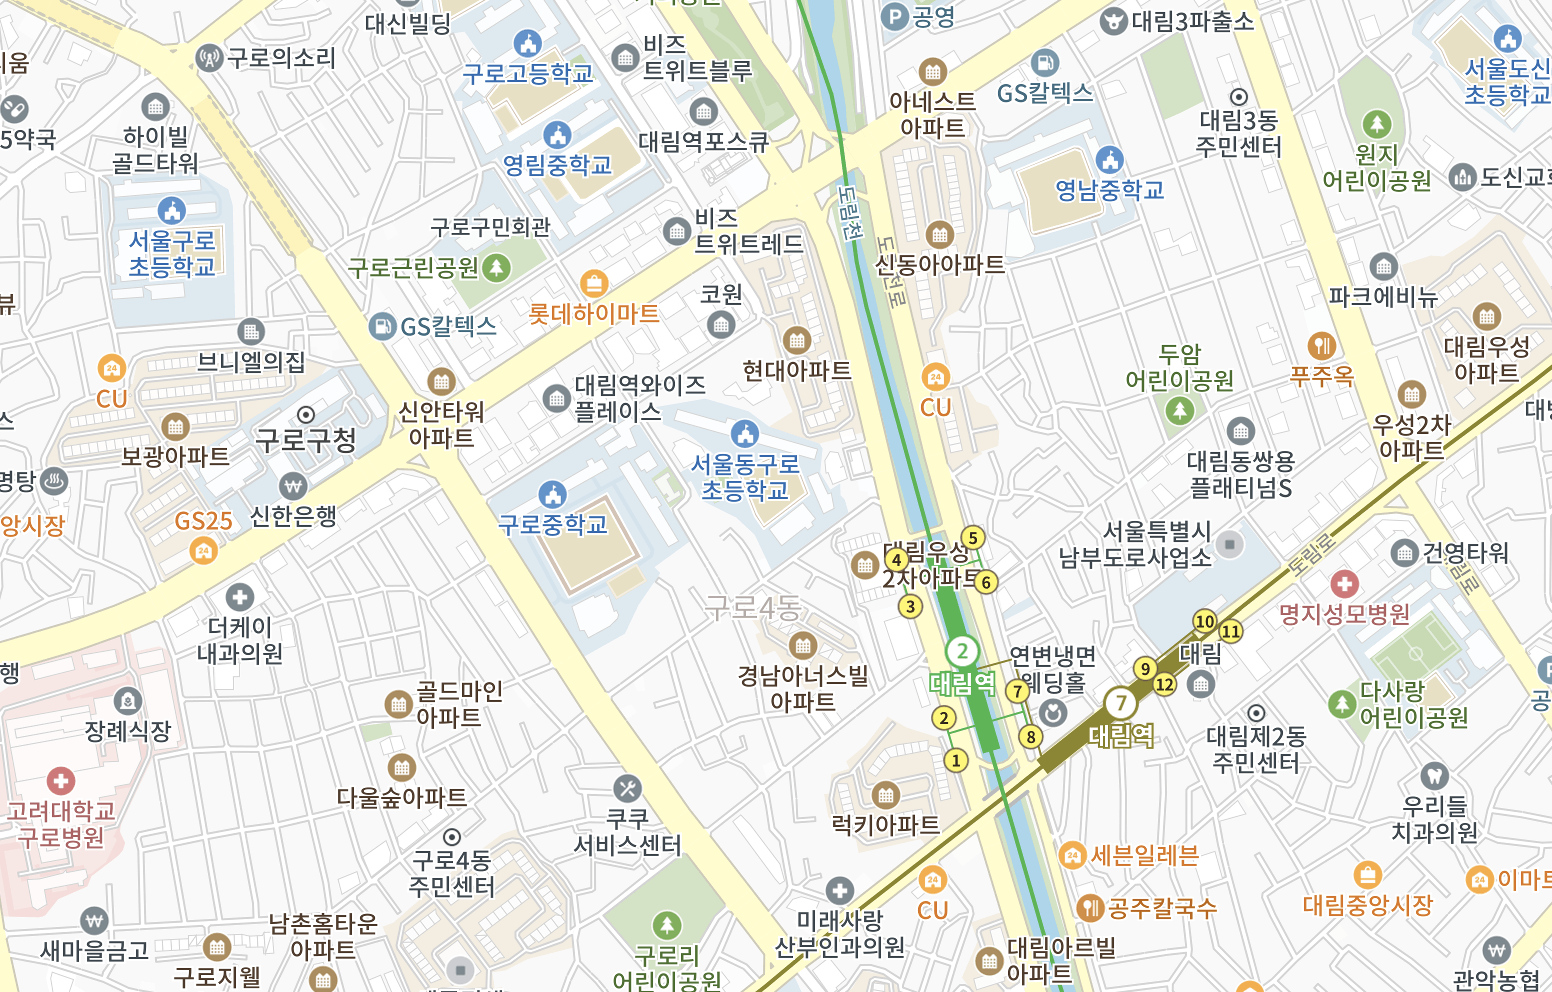 대신빌딩
공영
대림3파출소
구로의소리
비즈
트위트블루
구로고등학교
아네스트
아파트
GS칼텍스
서울도신
초등학교
5약국
하이빌
골드타워
대림역포스큐
대림3동
주민센터
영림중학교
원지
어린이공원
영남중학교
도신교회
구로구민회관
비즈
트위트레드
도림천
서울구로
초등학교
구로근린공원
신동아아파트
롯데하이마트
코원
파크에비뉴
뷰
GS칼텍스
브니엘의집
현대아파트
두암
어린이공원
푸주옥
대림우성
아파트
CU
신안타워
아파트
대림역와이즈
플레이스
CU
우성2차
아파트
구로구청
보광아파트
서울동구로
초등학교
대림동쌍용
플래티넘S
명탕
신한은행
앙시장
GS25
구로중학교
서울특별시
남부도로사업소
도림로
건영타워
대림우성
2차아파트
4
5
6
3
더케이
내과의원
구로4동
명지성모병원
10
11
대림
행
2
대림역
연변냉면
웨딩홀
9
12
경남아너스빌
아파트
장례식장
골드마인
아파트
7
7
대림역
다사랑
어린이공원
2
8
1
대림제2동
주민센터
고려대학교
구로병원
다울숲아파트
쿠쿠
서비스센터
럭키아파트
우리들
치과의원
구로4동
주민센터
세븐일레븐
CU
공주칼국수
대림중앙시장
이마트
새마을금고
남촌홈타운
아파트
구로지웰
구로리
어린이공원
미래사랑
산부인과의원
대림아르빌
아파트
관악농협